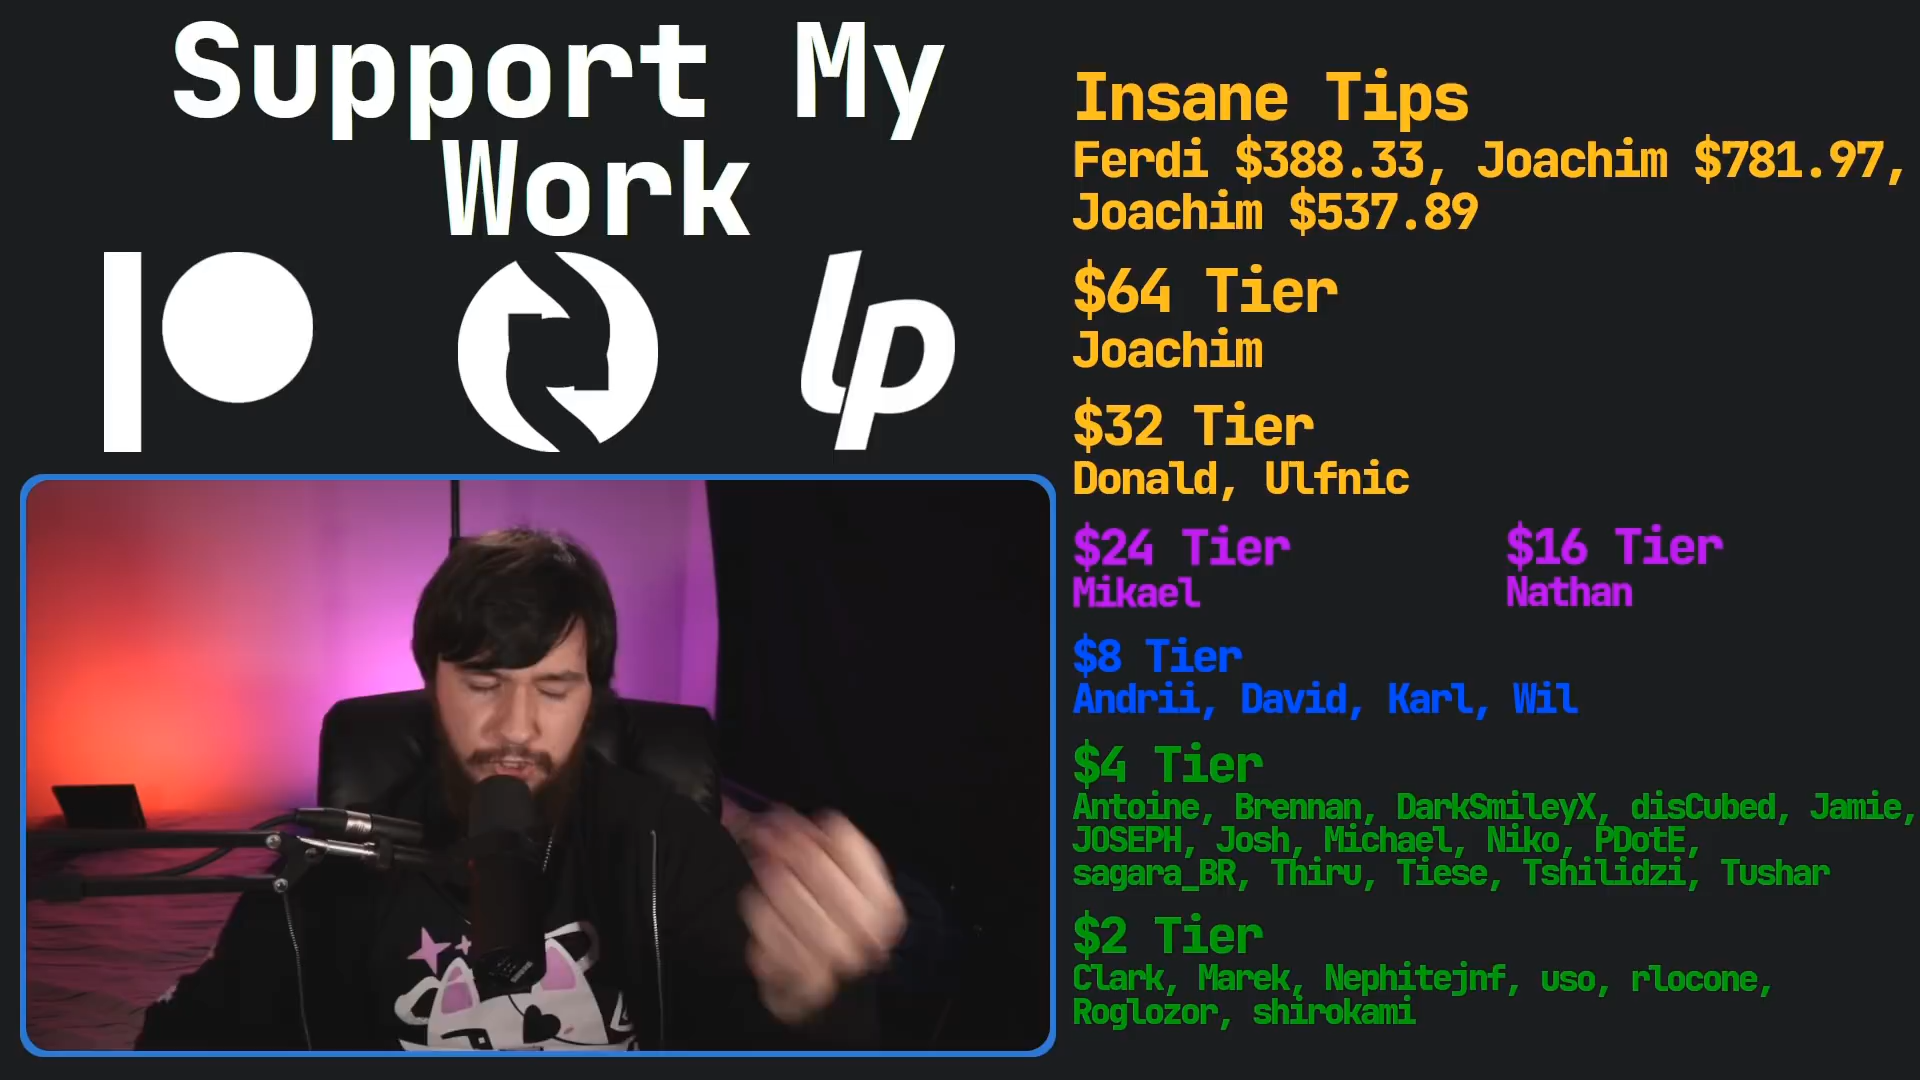 Support My
Work
lp
Insane Tips
Ferdi $388.33, Joachim $781.97,
Joachim $537.89
$64 Tier
Joachim
$32 Tier
Donald, Ulfnic
$24 Tier
Mikael
$16 Tier
Nathan
$8 Tier
Andrii, David, Karl, Wil
$4 Tier
Antoine, Brennan, DarkSmileyX, disCubed, Jamie,
JOSEPH, Josh, Michael, Niko, PDotE,
sagara_BR, Thiru, Tiese, Tshilidzi, Tushar
$2 Tier
Clark, Marek, Nephitejnf, uso, rlocone,
Roglozor, shirokami